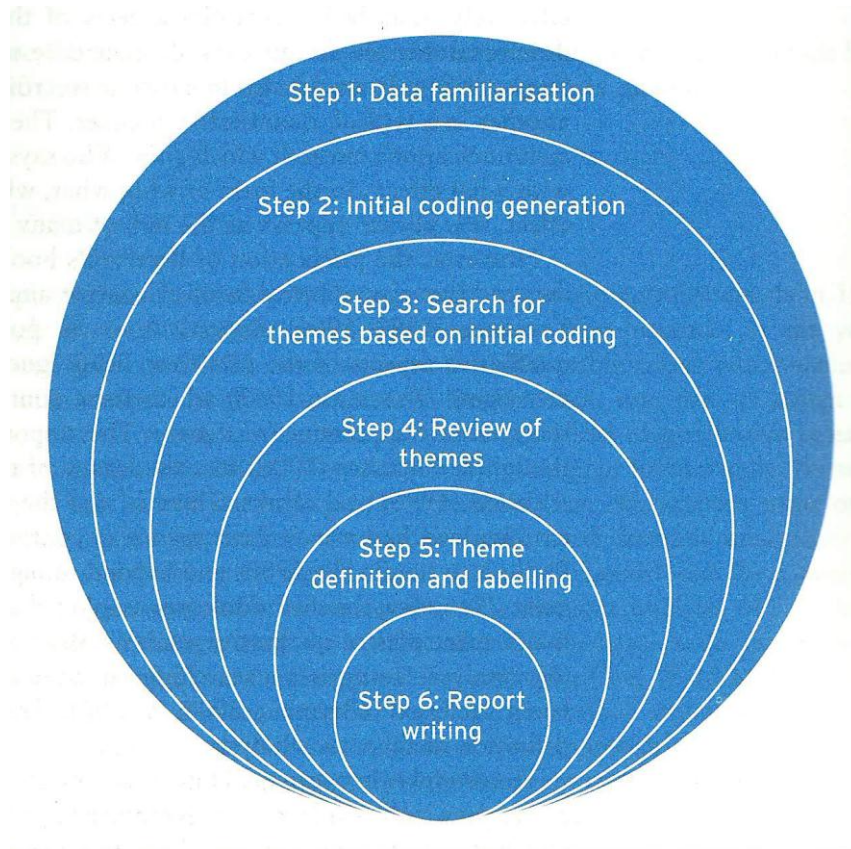 Step 1: Data familiarisation
Step 2: Initial coding generation
Step 3: Search for
themes based on initial coding
Step 4: Review of
themes
Step 5: Theme
definition and labelling
Step 6: Report
writing